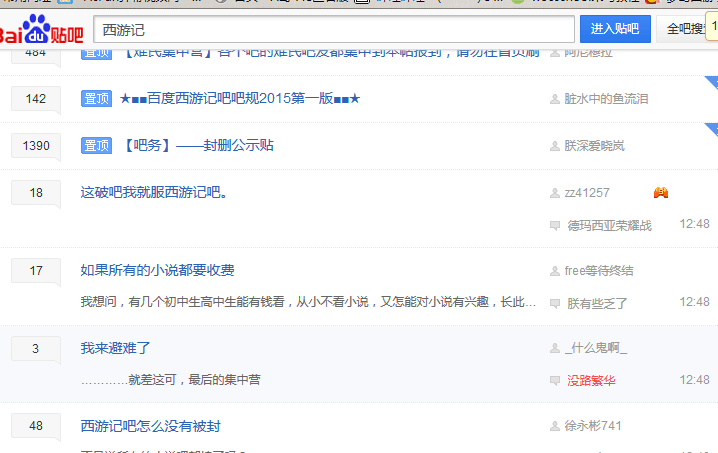 Bai du 贴吧
西游记
进入贴吧
全吧搜
1
484
置顶 【难民集中营】各个吧的难民吧友都集中到本帖报到，请勿在首页刷
阿尼穆拉
142
置顶 ★■■百度西游记吧吧规2015第一版■■★
脏水中的鱼流泪
1390
置顶 【吧务】——封删公示贴
朕深爱晓岚
18
这破吧我就服西游记吧。
zz41257
德玛西亚荣耀战
12:48
17
如果所有的小说都要收费
free等待终结
我想问，有几个初中生高中生能有钱看，从小不看小说，又怎能对小说有兴趣，长此…
朕有些乏了
12:48
3
我来避难了
_什么鬼啊_
…………就差这可，最后的集中营
没路繁华
12:48
48
西游记吧怎么没有被封
徐永彬741